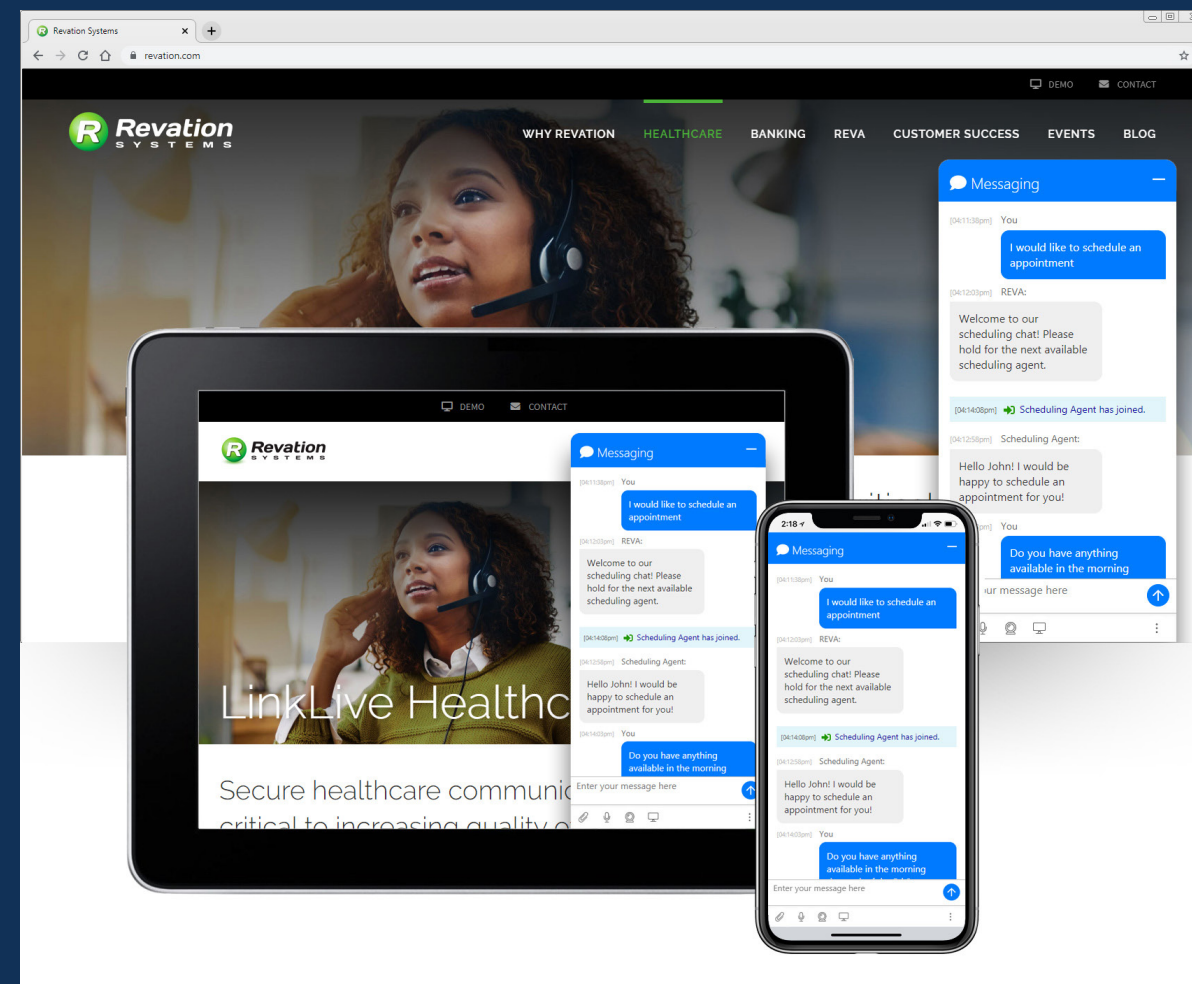 Revation Systems
revation.com
DEMO
CONTACT
R Revation
SYSTEMS
WHY REVATION
HEALTHCARE
BANKING
REVA
CUSTOMER SUCCESS
EVENTS
BLOG
Messaging
[04:11:38pm] You
I would like to schedule an
appointment
[04:12:03pm] REVA:
Welcome to our
scheduling chat! Please
hold for the next available
scheduling agent.
[04:14:08pm] Scheduling Agent has joined.
[04:12:58pm] Scheduling Agent:
Hello John! I would be
happy to schedule an
appointment for you!
You
Do you have anything
available in the morning
message here
DEMO
CONTACT
R Revation
SYSTEMS
LinkLive
Secure healthcare
critical to increasing quality
Messaging
[04:11:38pm] You
I would like to schedule an
appointment
[04:12:03pm] REVA:
Welcome to our
scheduling chat! Please
hold for the next available
scheduling agent.
[04:14:08pm] Scheduling Agent has joined.
[04:12:58pm] Scheduling Agent:
Hello John! I would be
happy to schedule an
appointment for you!
[04:14:03pm] You
Do you have anything
available in the morning
Enter your message here
2:18
Messaging
[04:11:38pm] You
I would like to schedule an
appointment
[04:12:03pm] REVA:
Welcome to our
scheduling chat! Please
hold for the next available
scheduling agent.
[04:14:08pm] Scheduling Agent has joined.
[04:12:58pm] Scheduling Agent:
Hello John! I would be
happy to schedule an
appointment for you!
[04:14:03pm] You
Do you have anything
available in the morning
Enter your message here